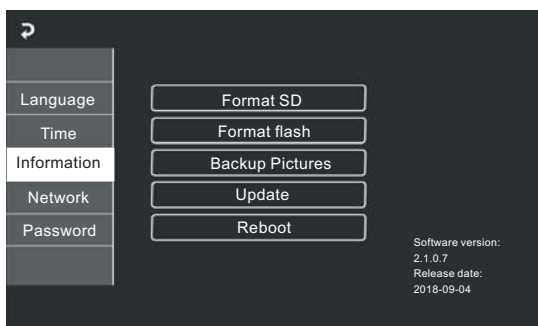 Language
Time
Information
Network
Password
Format SD
Format flash
Backup Pictures
Update
Reboot
Software version:
2.1.0.7
Release date:
2018-09-04